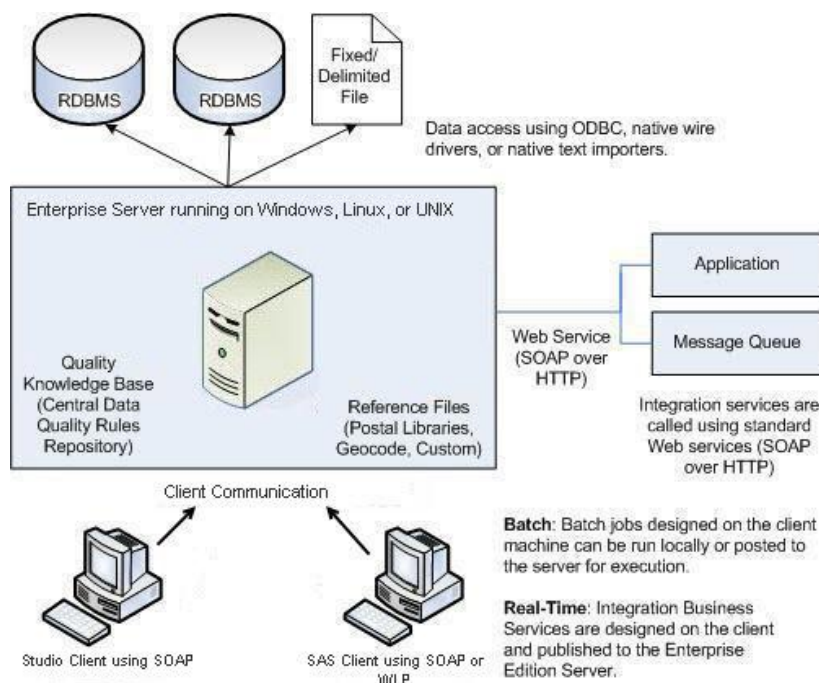 RDBMS
RDBMS
Fixed/
Delimited
File
Data access using ODBC, native wire
drivers, or native text importers.
Enterprise Server running on Windows, Linux, or UNIX
Quality
Knowledge Base
(Central Data
Quality Rules
Repository)
Reference Files
(Postal Libraries,
Geocode, Custom)
Web Service
(SOAP over
HTTP)
Application
Message Queue
Integration services are
called using standard
Web services (SOAP
over HTTP)
Client Communication
Studio Client using SOAP
SAS Client using SOAP or
WLP
Batch: Batch jobs designed on the client
machine can be run locally or posted to
the server for execution.
Real-Time: Integration Business
Services are designed on the client
and published to the Enterprise
Edition Server.